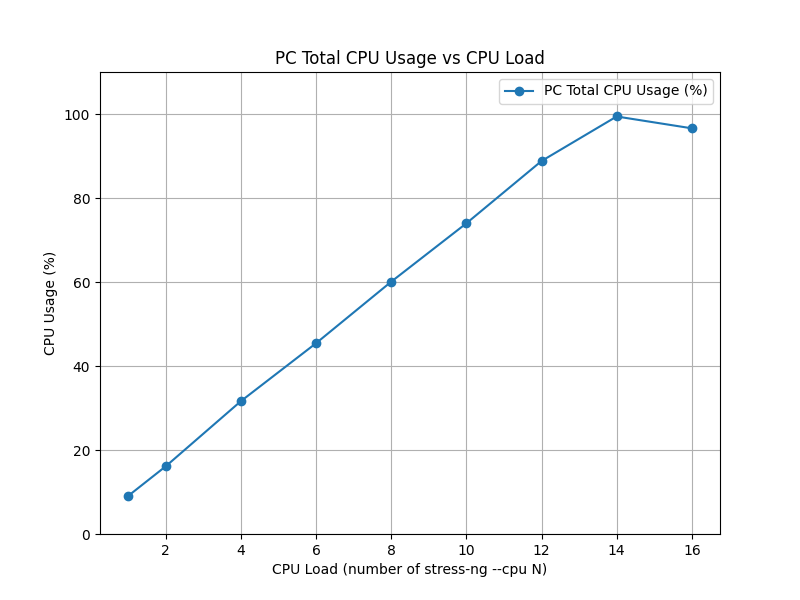 PC Total CPU Usage vs CPU Load
PC Total CPU Usage (%)
100
80
60
40
20
0
CPU Usage (%)
2 4 6 8 10 12 14 16
CPU Load (number of stress-ng --cpu N)